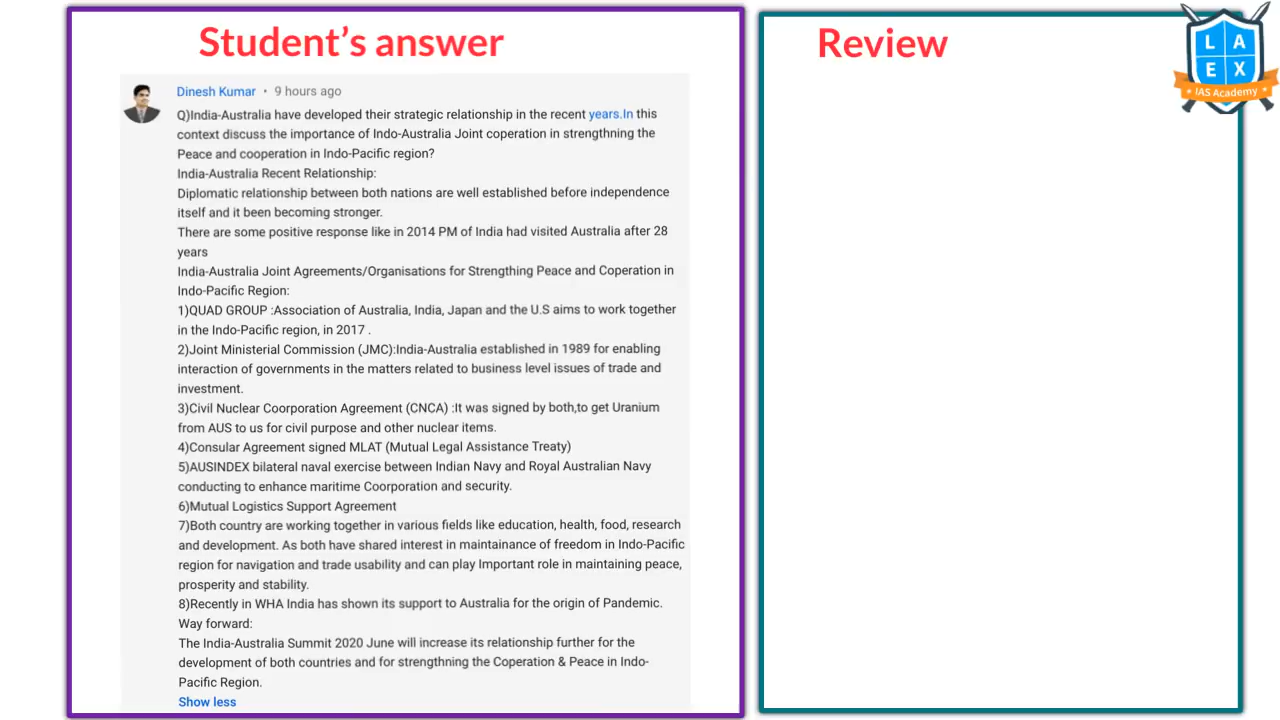 Student's answer
Dinesh Kumar • 9 hours ago
Q)India-Australia have developed their strategic relationship in the recent years.In this
context discuss the importance of Indo-Australia Joint coperation in strengthning the
Peace and cooperation in Indo-Pacific region?
India-Australia Recent Relationship:
Diplomatic relationship between both nations are well established before independence
itself and it been becoming stronger.
There are some positive response like in 2014 PM of India had visited Australia after 28
years
India-Australia Joint Agreements/Organisations for Strengthing Peace and Coperation in
Indo-Pacific Region:
1)QUAD GROUP :Association of Australia, India, Japan and the U.S aims to work together
in the Indo-Pacific region, in 2017 .
2)Joint Ministerial Commission (JMC):India-Australia established in 1989 for enabling
interaction of governments in the matters related to business level issues of trade and
investment.
3)Civil Nuclear Coorporation Agreement (CNCA) :It was signed by both,to get Uranium
from AUS to us for civil purpose and other nuclear items.
4)Consular Agreement signed MLAT (Mutual Legal Assistance Treaty)
5)AUSINDEX bilateral naval exercise between Indian Navy and Royal Australian Navy
conducting to enhance maritime Coorporation and security.
6)Mutual Logistics Support Agreement
7)Both country are working together in various fields like education, health, food, research
and development. As both have shared interest in maintainance of freedom in Indo-Pacific
region for navigation and trade usability and can play Important role in maintaining peace,
prosperity and stability.
8)Recently in WHA India has shown its support to Australia for the origin of Pandemic.
Way forward:
The India-Australia Summit 2020 June will increase its relationship further for the
development of both countries and for strengthning the Coperation & Peace in Indo-
Pacific Region.
Show less
Review
L A
E X
IAS Academy